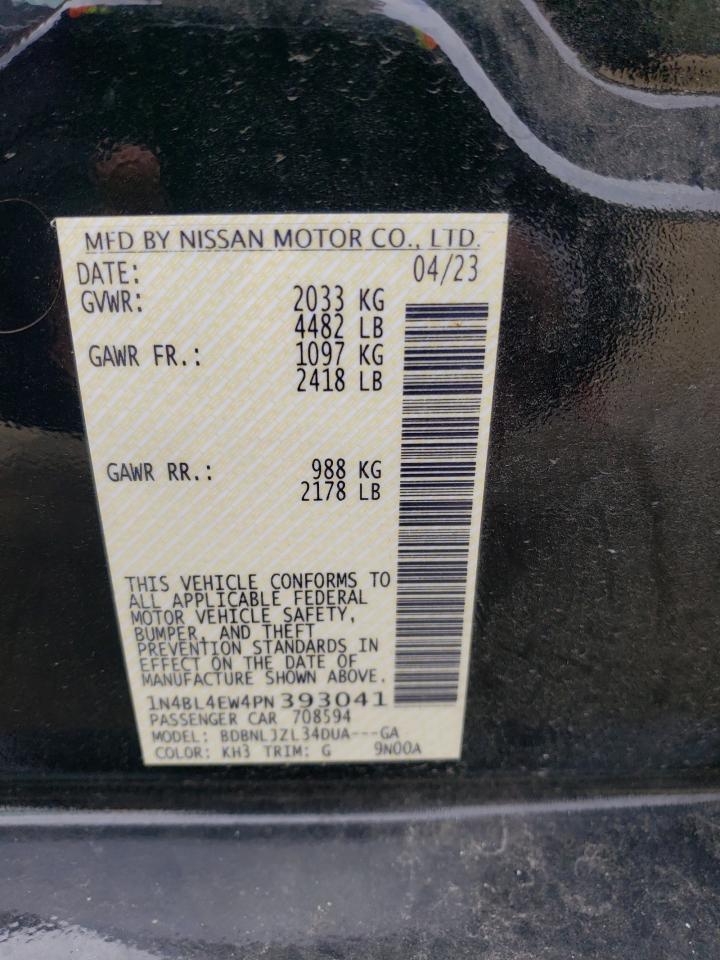 MFD BY NISSAN MOTOR CO., LTD.
DATE: 04/23
GVWR: 2033 KG
4482 LB
GAWR FR.: 1097 KG
2418 LB
GAWR RR.: 988 KG
2178 LB
THIS VEHICLE CONFORMS TO
ALL APPLICABLE FEDERAL
MOTOR VEHICLE SAFETY,
BUMPER, AND THEFT
PREVENTION STANDARDS IN
EFFECT ON THE DATE OF
MANUFACTURE SHOWN ABOVE.
1N4BL4EW4PN393041
PASSENGER CAR 708594
MODEL: BDBNLJZL34DUA---GA
COLOR: KH3 TRIM: G 9N00A